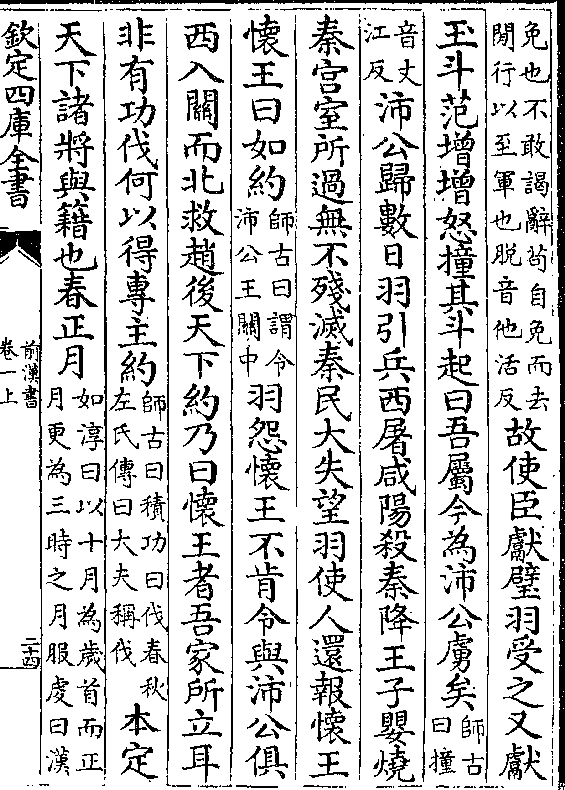 免也不敢謁辭茍自免而去閒行以至軍也脫音他活反故使臣獻璧羽受之又獻
玉斗范增增怒撞其斗起曰吾屬今為沛公虜矣師古曰撞
音丈江反沛公歸數日羽引兵西屠咸陽殺秦降王子嬰燒
秦宫室所過無不殘滅秦民大失望羽使人還報懷王
懷王曰如約師古曰謂令沛公王關中羽怨懷王不肯令與沛公俱
西入關而北救趙後天下約乃曰懷王者吾家所立耳
非有功伐何以得專主約師古曰積功曰伐春秋左氏傳曰大夫稱伐本定
天下諸將與籍也春正月如淳曰以十月為歲首而正月更為三時之月服虔曰漢
欽定四庫全書
前漢書
卷一上
二十四